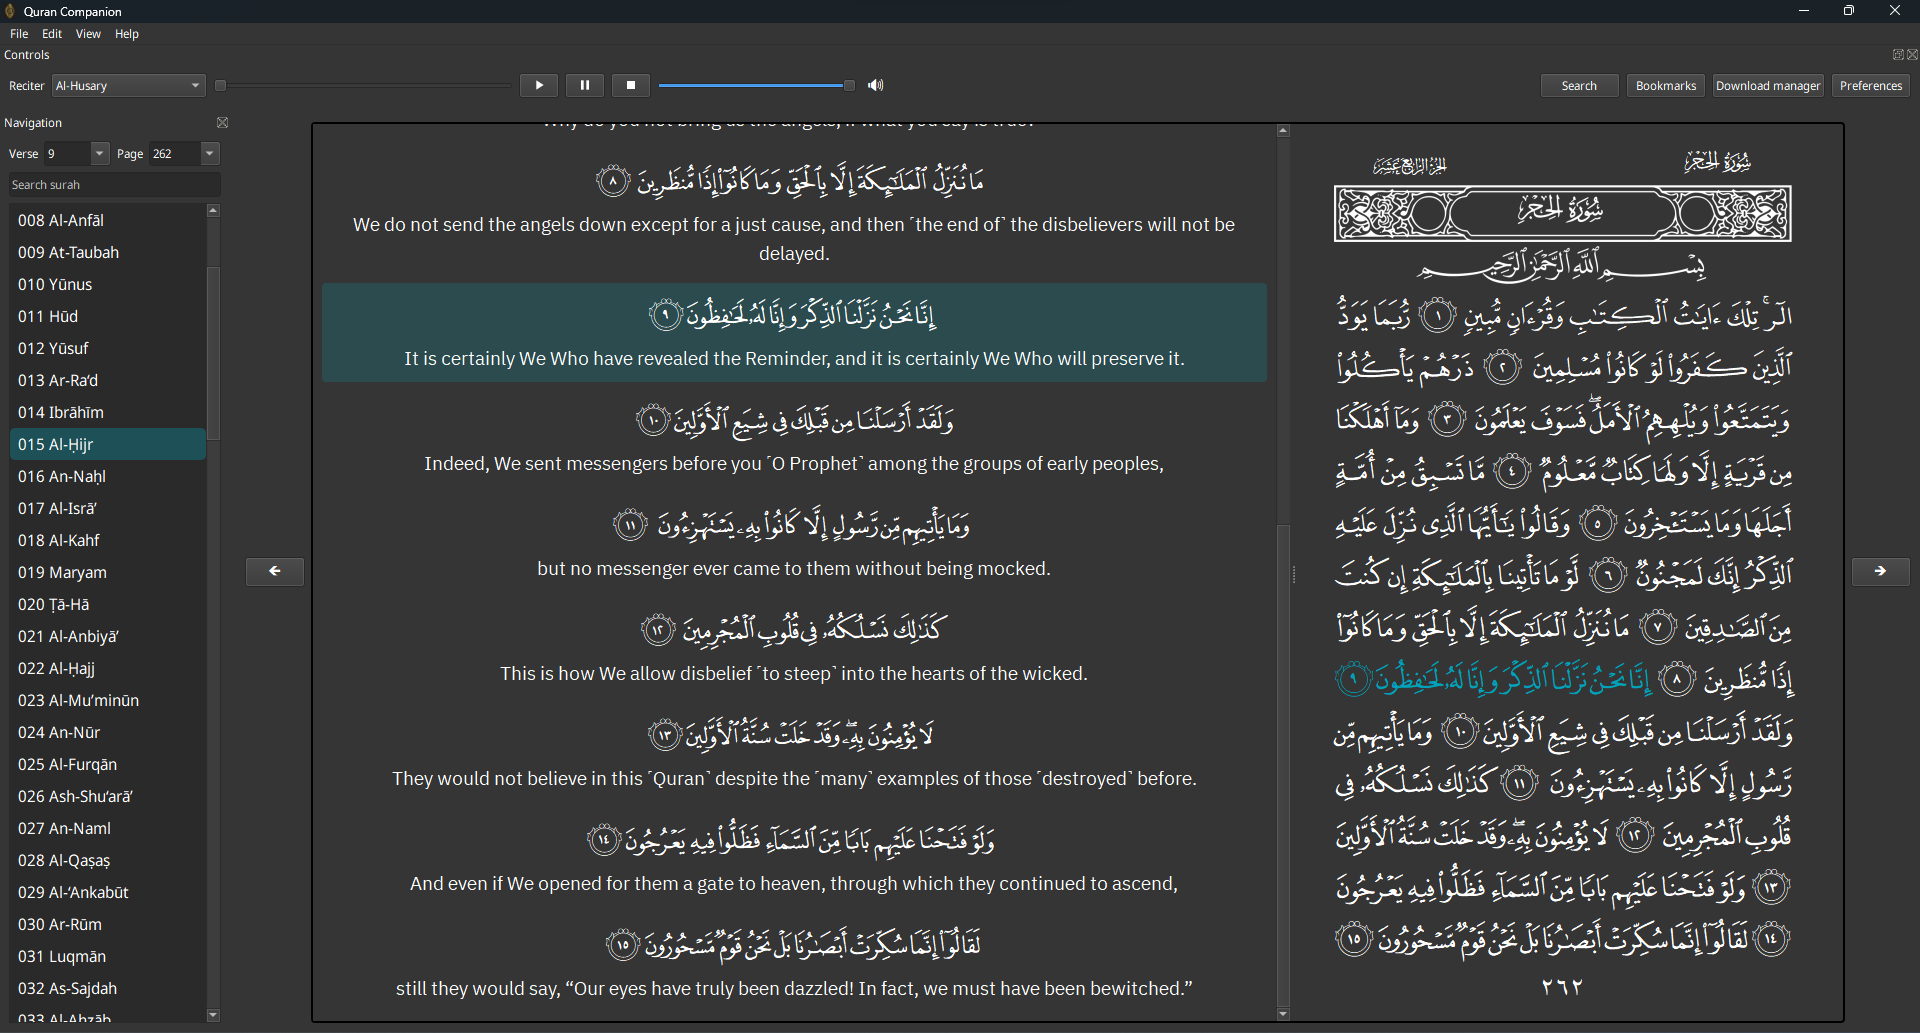 Quran Companion
File Edit View Help
Controls
Reciter Al-Husary Search Bookmarks Download manager Preferences
Navigation
Verse 9 Page 262
Search surah
008 Al-Anfāl
009 At-Taubah
010 Yūnus
011 Hūd
012 Yūsuf
013 Ar-Ra‘d
014 Ibrāhīm
015 Al-Ḥijr
016 An-Naḥl
017 Al-Isrā’
018 Al-Kahf
019 Maryam
020 Ṭā-Hā
021 Al-Anbiyā’
022 Al-Ḥajj
023 Al-Mu’minūn
024 An-Nūr
025 Al-Furqān
026 Ash-Shu‘arā’
027 An-Naml
028 Al-Qaṣaṣ
029 Al-‘Ankabūt
030 Ar-Rūm
031 Luqmān
032 As-Sajdah
033 Al-Aḥzāb
Why do you not bring us the angels, if what you say is true?”
مَا نُنَزِّلُ ٱلْمَلَـٰٓئِكَةَ إِلَّا بِٱلْحَقِّ وَمَا كَانُوٓا۟ إِذًا مُّنظَرِينَ ٨
We do not send the angels down except for a just cause, and then ˹the end of˺ the disbelievers will not be
delayed.
إِنَّا نَحْنُ نَزَّلْنَا ٱلذِّكْرَ وَإِنَّا لَهُۥ لَحَـٰفِظُونَ ٩
It is certainly We Who have revealed the Reminder, and it is certainly We Who will preserve it.
وَلَقَدْ أَرْسَلْنَا مِن قَبْلِكَ فِى شِيَعِ ٱلْأَوَّلِينَ ١٠
Indeed, We sent messengers before you ˹O Prophet˺ among the groups of early peoples,
وَمَا يَأْتِيهِم مِّن رَّسُولٍ إِلَّا كَانُوا۟ بِهِۦ يَسْتَهْزِءُونَ ١١
but no messenger ever came to them without being mocked.
كَذَٰلِكَ نَسْلُكُهُۥ فِى قُلُوبِ ٱلْمُجْرِمِينَ ١٢
This is how We allow disbelief ˹to steep˺ into the hearts of the wicked.
لَا يُؤْمِنُونَ بِهِۦ ۖ وَقَدْ خَلَتْ سُنَّةُ ٱلْأَوَّلِينَ ١٣
They would not believe in this ˹Quran˺ despite the ˹many˺ examples of those ˹destroyed˺ before.
وَلَوْ فَتَحْنَا عَلَيْهِم بَابًا مِّنَ ٱلسَّمَآءِ فَظَلُّوا۟ فِيهِ يَعْرُجُونَ ١٤
And even if We opened for them a gate to heaven, through which they continued to ascend,
لَقَالُوٓا۟ إِنَّمَا سُكِّرَتْ أَبْصَـٰرُنَا بَلْ نَحْنُ قَوْمٌ مَّسْحُورُونَ ١٥
still they would say, “Our eyes have truly been dazzled! In fact, we must have been bewitched.”
سُورَةُ الحِجْرِ الجُزْءُ الرَّابِعَ عَشَرَ
سُورَةُ الحِجْرِ
بِسْمِ ٱللَّهِ ٱلرَّحْمَـٰنِ ٱلرَّحِيمِ
الٓر ۚ تِلْكَ ءَايَـٰتُ ٱلْكِتَـٰبِ وَقُرْءَانٍ مُّبِينٍ ١ رُّبَمَا يَوَدُّ
ٱلَّذِينَ كَفَرُوا۟ لَوْ كَانُوا۟ مُسْلِمِينَ ٢ ذَرْهُمْ يَأْكُلُوا۟
وَيَتَمَتَّعُوا۟ وَيُلْهِهِمُ ٱلْأَمَلُ ۖ فَسَوْفَ يَعْلَمُونَ ٣ وَمَآ أَهْلَكْنَا
مِن قَرْيَةٍ إِلَّا وَلَهَا كِتَابٌ مَّعْلُومٌ ٤ مَّا تَسْبِقُ مِنْ أُمَّةٍ
أَجَلَهَا وَمَا يَسْتَـْٔخِرُونَ ٥ وَقَالُوا۟ يَـٰٓأَيُّهَا ٱلَّذِى نُزِّلَ عَلَيْهِ
ٱلذِّكْرُ إِنَّكَ لَمَجْنُونٌ ٦ لَّوْ مَا تَأْتِينَا بِٱلْمَلَـٰٓئِكَةِ إِن كُنتَ
مِنَ ٱلصَّـٰدِقِينَ ٧ مَا نُنَزِّلُ ٱلْمَلَـٰٓئِكَةَ إِلَّا بِٱلْحَقِّ وَمَا كَانُوٓا۟
إِذًا مُّنظَرِينَ ٨ إِنَّا نَحْنُ نَزَّلْنَا ٱلذِّكْرَ وَإِنَّا لَهُۥ لَحَـٰفِظُونَ ٩
وَلَقَدْ أَرْسَلْنَا مِن قَبْلِكَ فِى شِيَعِ ٱلْأَوَّلِينَ ١٠ وَمَا يَأْتِيهِم مِّن
رَّسُولٍ إِلَّا كَانُوا۟ بِهِۦ يَسْتَهْزِءُونَ ١١ كَذَٰلِكَ نَسْلُكُهُۥ فِى
قُلُوبِ ٱلْمُجْرِمِينَ ١٢ لَا يُؤْمِنُونَ بِهِۦ ۖ وَقَدْ خَلَتْ سُنَّةُ ٱلْأَوَّلِينَ
١٣ وَلَوْ فَتَحْنَا عَلَيْهِم بَابًا مِّنَ ٱلسَّمَآءِ فَظَلُّوا۟ فِيهِ يَعْرُجُونَ
١٤ لَقَالُوٓا۟ إِنَّمَا سُكِّرَتْ أَبْصَـٰرُنَا بَلْ نَحْنُ قَوْمٌ مَّسْحُورُونَ ١٥
٢٦٢